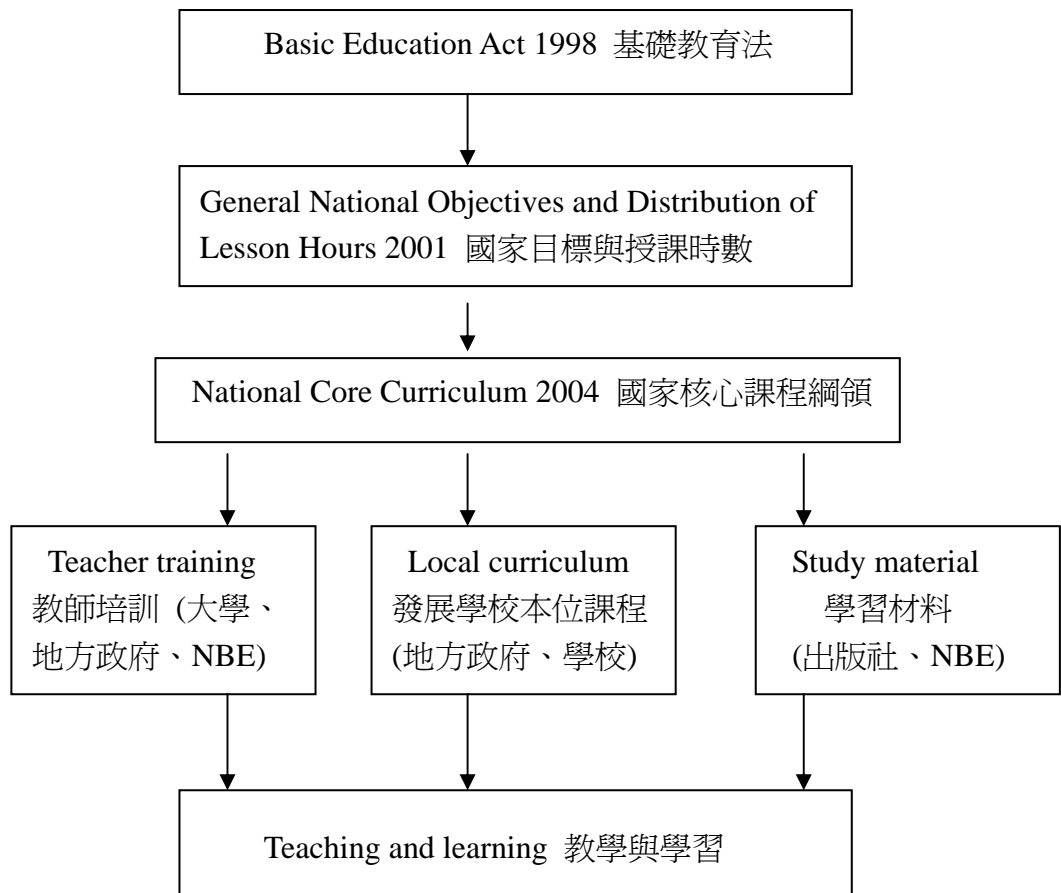 Basic Education Act 1998 基礎教育法
General National Objectives and Distribution of
Lesson Hours 2001 國家目標與授課時數
National Core Curriculum 2004 國家核心課程綱領
Teacher training
教師培訓 (大學、
地方政府、NBE)
Local curriculum
發展學校本位課程
(地方政府、學校)
Study material
學習材料
(出版社、NBE)
Teaching and learning 教學與學習